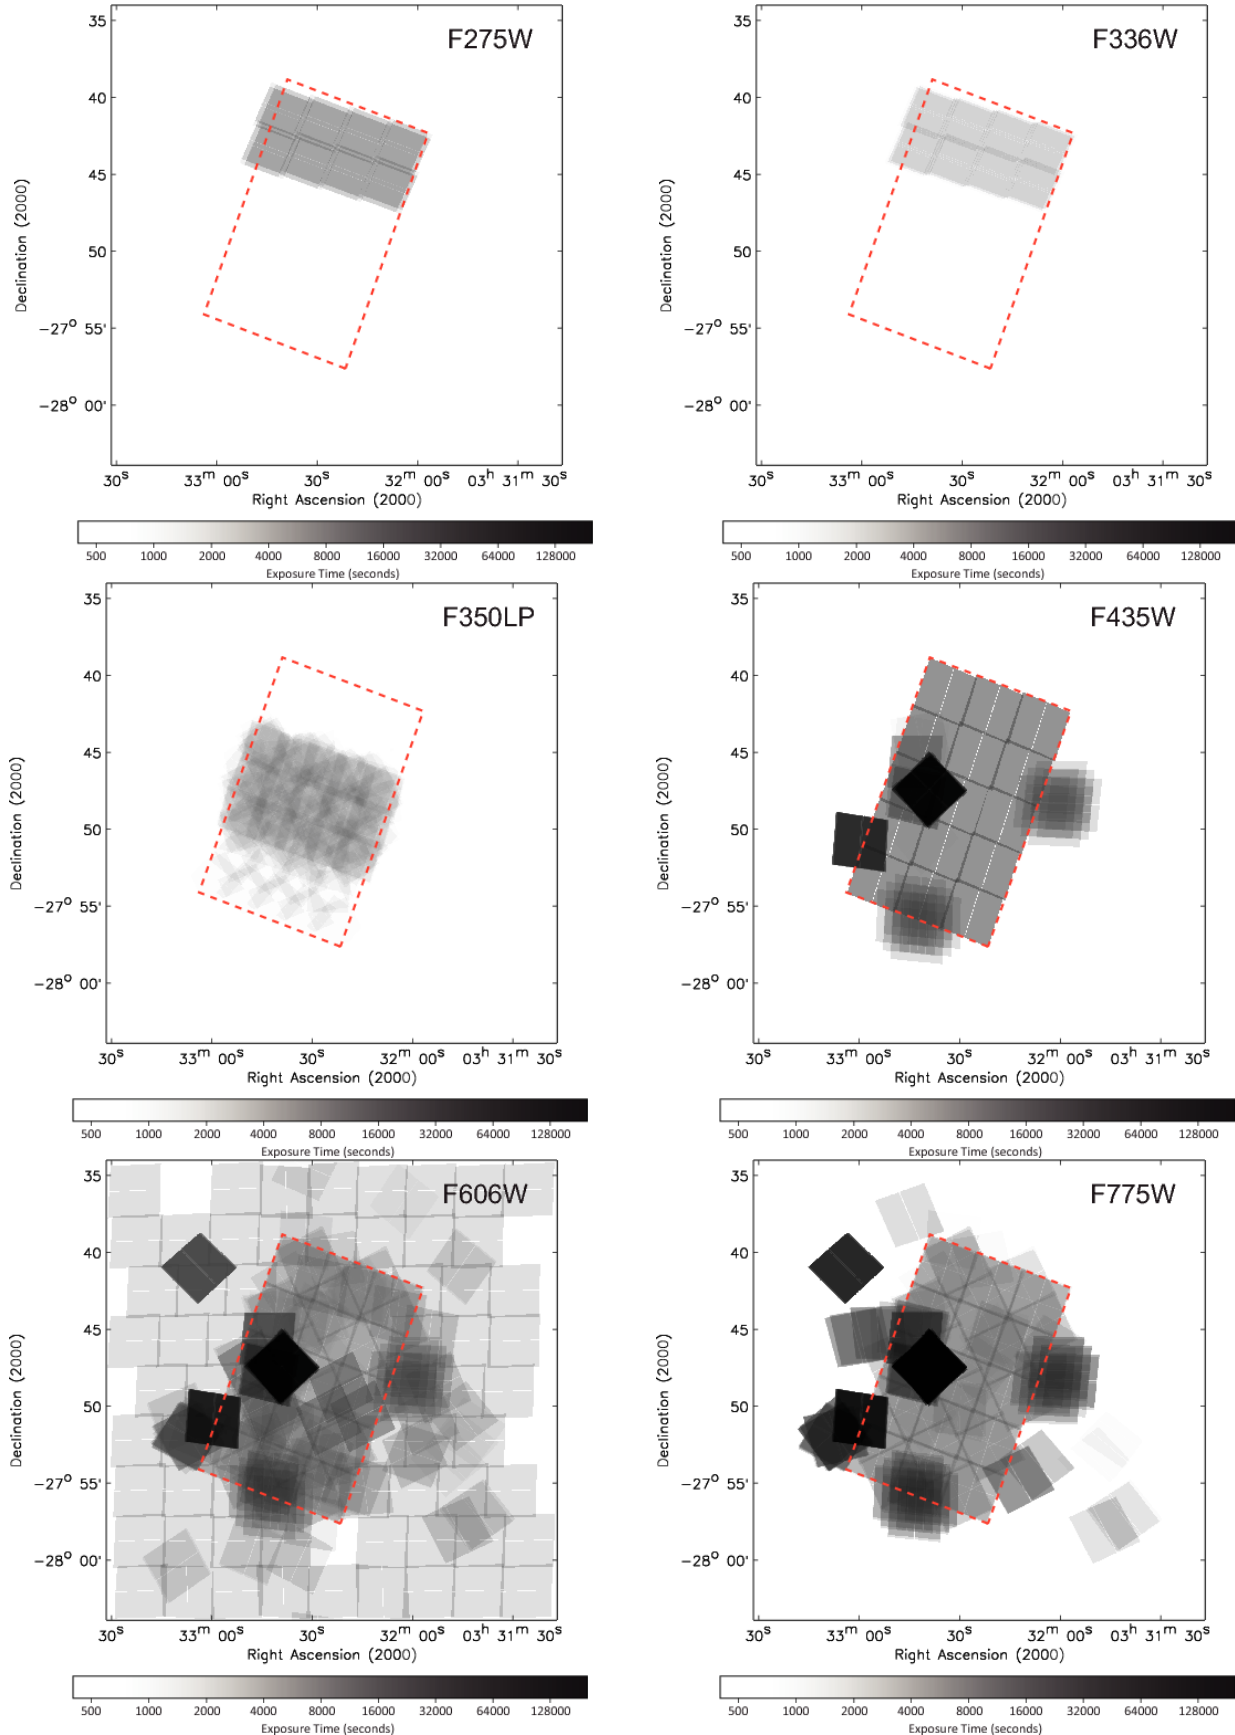 F275W
35
40
45
50
−27° 55'
−28° 00'
Declination (2000)
30ˢ 33ᵐ 00ˢ 30ˢ 32ᵐ 00ˢ 03ʰ 31ᵐ 30ˢ
Right Ascension (2000)
500 1000 2000 4000 8000 16000 32000 64000 128000
Exposure Time (seconds)
F336W
35
40
45
50
−27° 55'
−28° 00'
Declination (2000)
30ˢ 33ᵐ 00ˢ 30ˢ 32ᵐ 00ˢ 03ʰ 31ᵐ 30ˢ
Right Ascension (2000)
500 1000 2000 4000 8000 16000 32000 64000 128000
Exposure Time (seconds)
F350LP
35
40
45
50
−27° 55'
−28° 00'
Declination (2000)
30ˢ 33ᵐ 00ˢ 30ˢ 32ᵐ 00ˢ 03ʰ 31ᵐ 30ˢ
Right Ascension (2000)
500 1000 2000 4000 8000 16000 32000 64000 128000
Exposure Time (seconds)
F435W
35
40
45
50
−27° 55'
−28° 00'
Declination (2000)
30ˢ 33ᵐ 00ˢ 30ˢ 32ᵐ 00ˢ 03ʰ 31ᵐ 30ˢ
Right Ascension (2000)
500 1000 2000 4000 8000 16000 32000 64000 128000
Exposure Time (seconds)
F606W
35
40
45
50
−27° 55'
−28° 00'
Declination (2000)
30ˢ 33ᵐ 00ˢ 30ˢ 32ᵐ 00ˢ 03ʰ 31ᵐ 30ˢ
Right Ascension (2000)
500 1000 2000 4000 8000 16000 32000 64000 128000
Exposure Time (seconds)
F775W
35
40
45
50
−27° 55'
−28° 00'
Declination (2000)
30ˢ 33ᵐ 00ˢ 30ˢ 32ᵐ 00ˢ 03ʰ 31ᵐ 30ˢ
Right Ascension (2000)
500 1000 2000 4000 8000 16000 32000 64000 128000
Exposure Time (seconds)